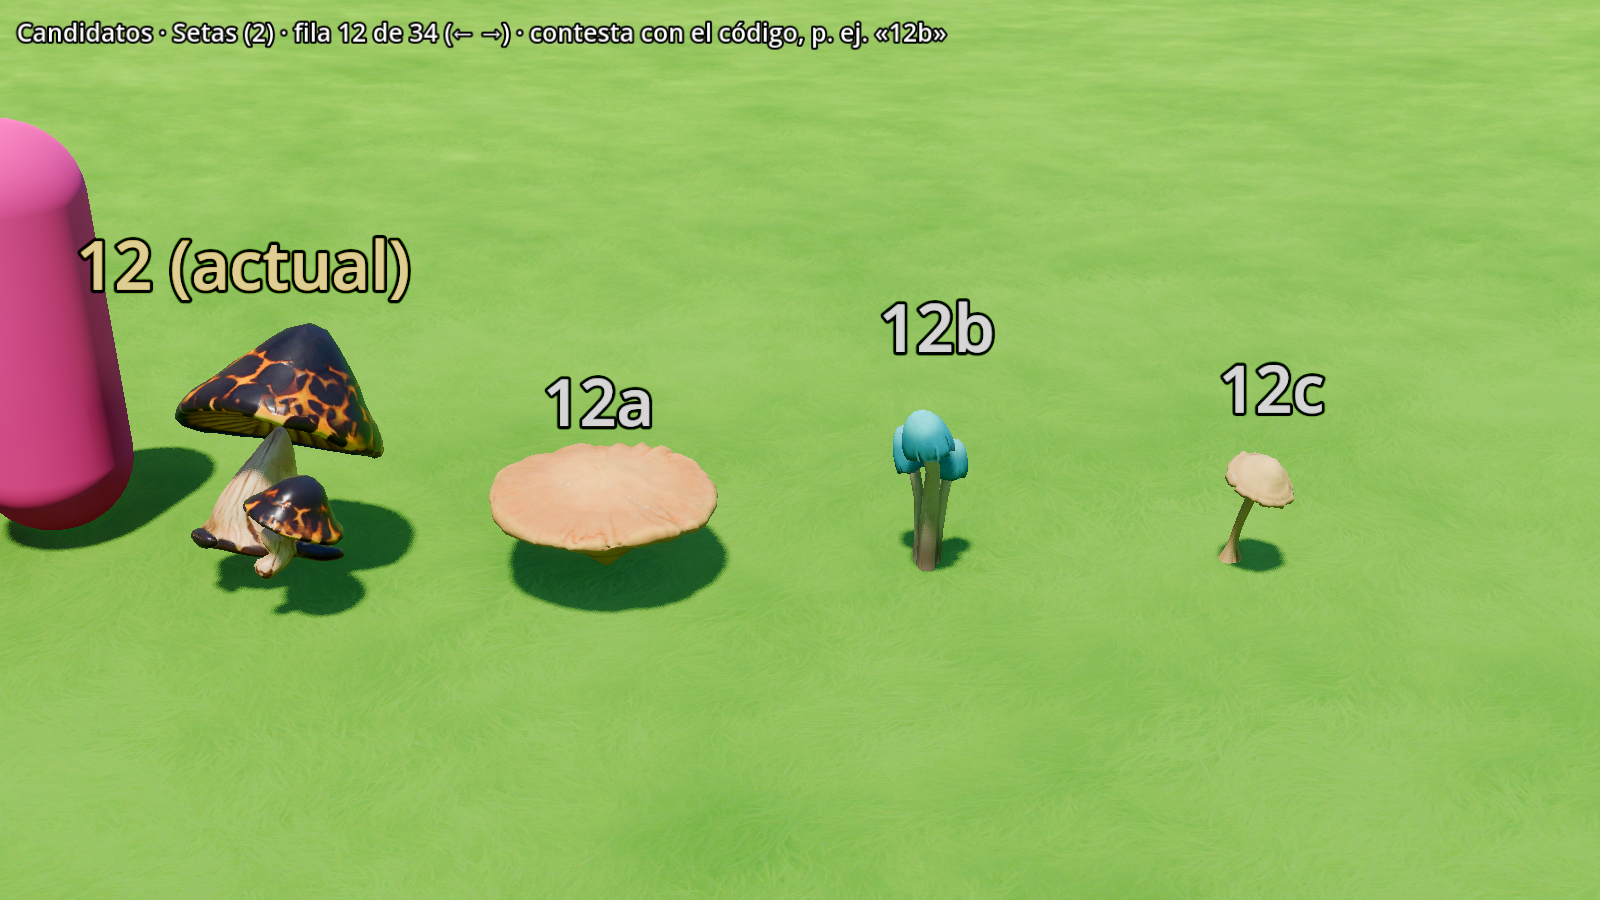 Candidatos · Setas (2) · fila 12 de 34 (← →) · contesta con el código, p. ej. «12b»
12 (actual)
12a
12b
12c